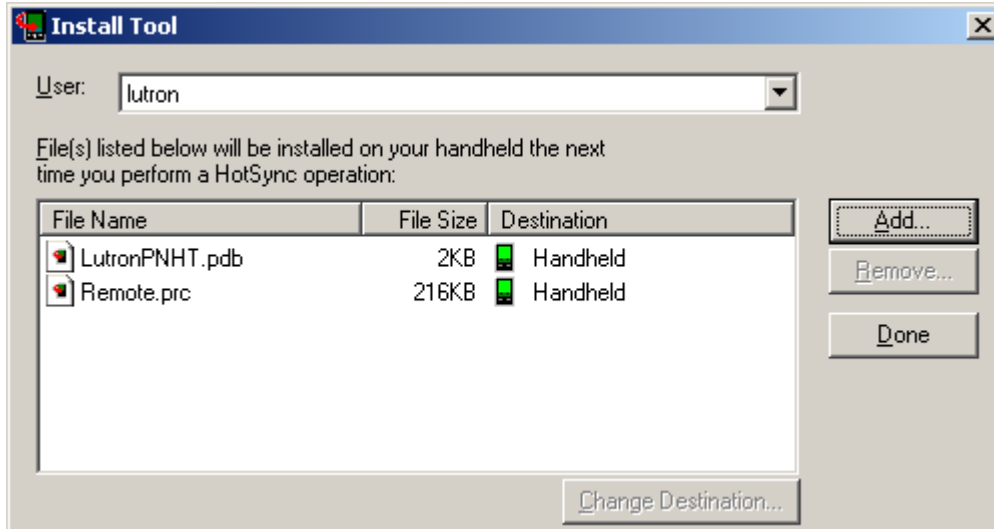 Install Tool
User: lutron
File(s) listed below will be installed on your handheld the next
time you perform a HotSync operation:
File Name File Size Destination
LutronPNHT.pdb 2KB Handheld
Remote.prc 216KB Handheld
Add...
Remove...
Done
Change Destination...